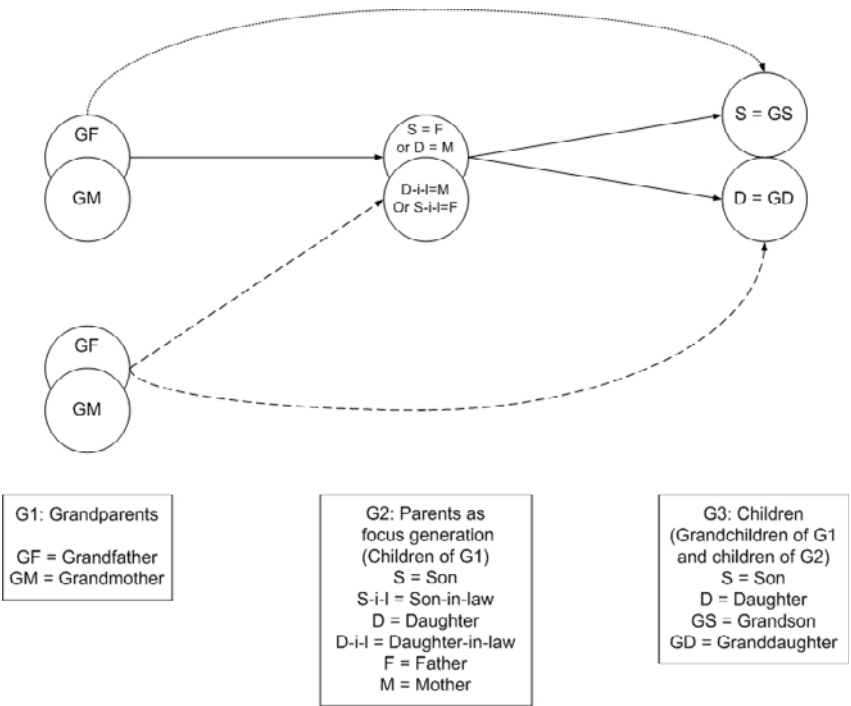 GF
GM
S = F
or D = M
D-i-l=M
Or S-i-l=F
S = GS
D = GD
GF
GM
G1: Grandparents
GF = Grandfather
GM = Grandmother
G2: Parents as
focus generation
(Children of G1)
S = Son
S-i-l = Son-in-law
D = Daughter
D-i-l = Daughter-in-law
F = Father
M = Mother
G3: Children
(Grandchildren of G1
and children of G2)
S = Son
D = Daughter
GS = Grandson
GD = Granddaughter